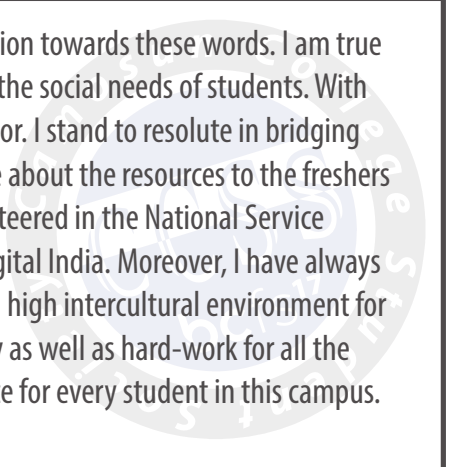 ion towards these words. I am true
the social needs of students. With
or. I stand to resolute in bridging
e about the resources to the freshers
teered in the National Service
gital India. Moreover, I have always
high intercultural environment for
y as well as hard-work for all the
te for every student in this campus.